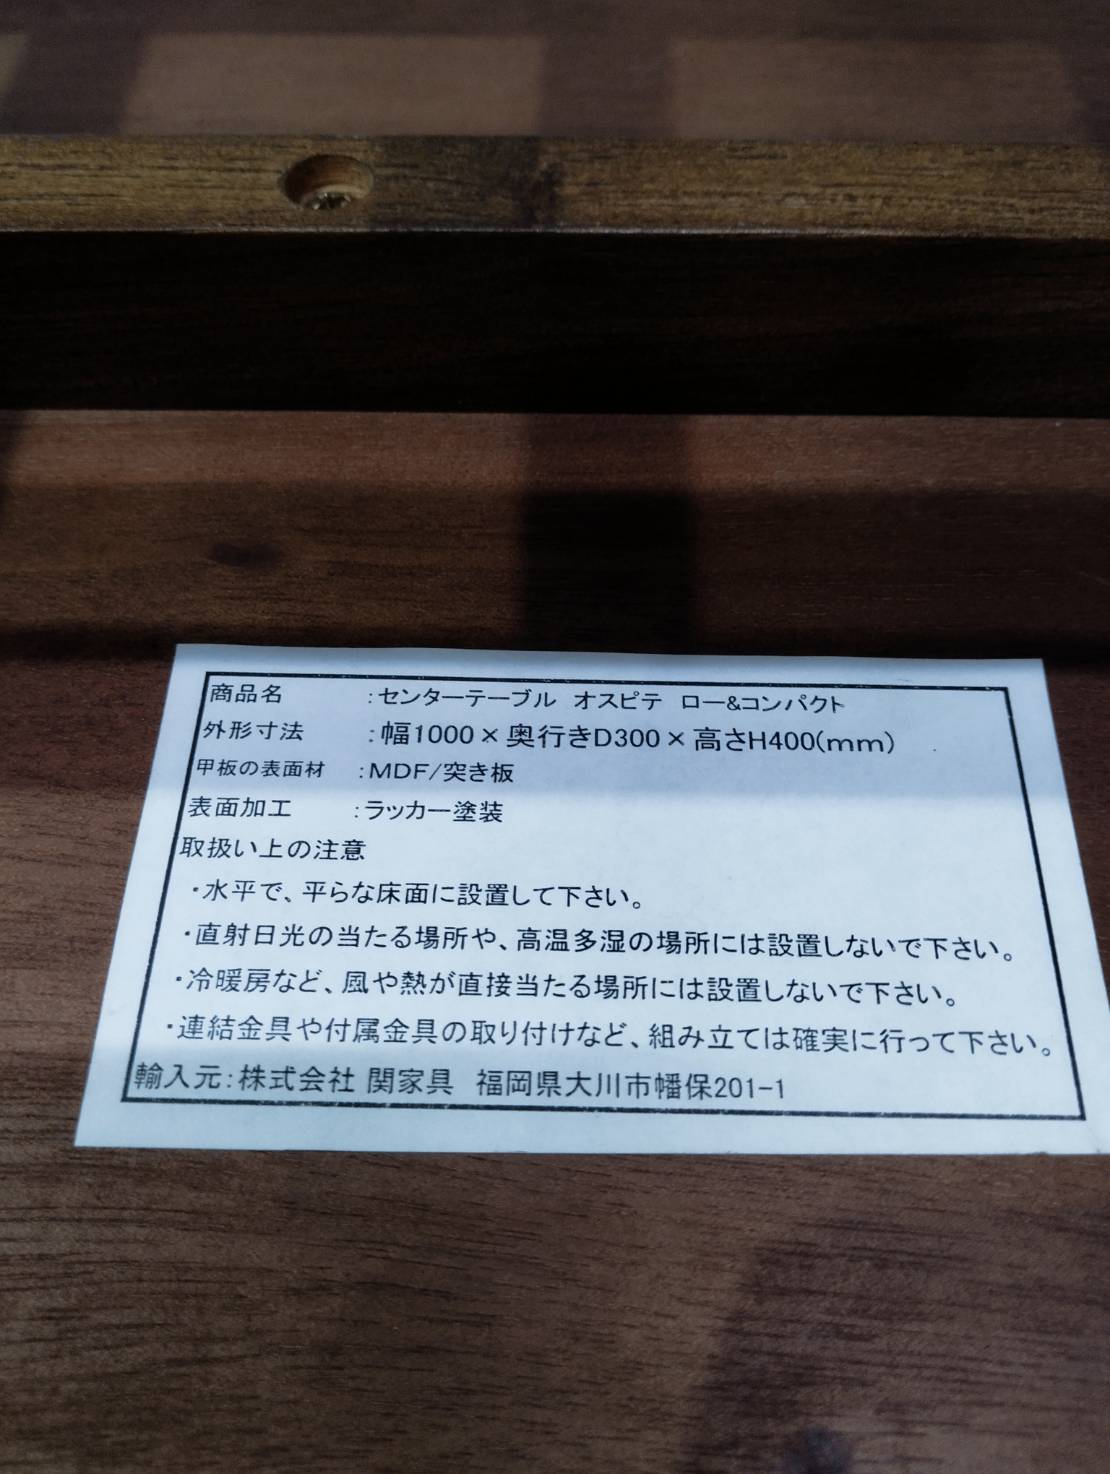 商品名　：センターテーブル　オスピテ　ロー&コンパクト
外形寸法　：幅1000×奥行きD300×高さH400(mm)
甲板の表面材　：MDF/突き板
表面加工　：ラッカー塗装
取扱い上の注意
・水平で、平らな床面に設置して下さい。
・直射日光の当たる場所や、高温多湿の場所には設置しないで下さい。
・冷暖房など、風や熱が直接当たる場所には設置しないで下さい。
・連結金具や付属金具の取り付けなど、組み立ては確実に行って下さい。
輸入元：株式会社 関家具　福岡県大川市幡保201-1